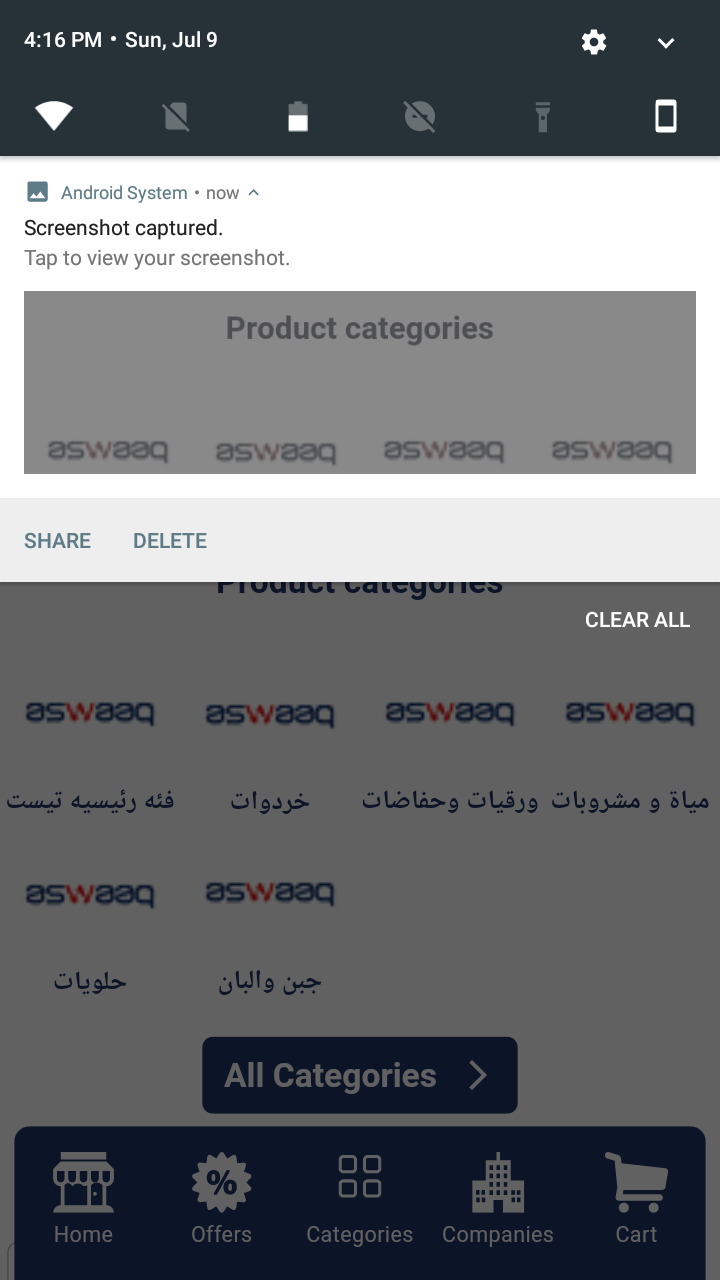 4:16 PM • Sun, Jul 9
Android System • now
Screenshot captured.
Tap to view your screenshot.
Product categories
aswaaq aswaaq aswaaq aswaaq
SHARE DELETE
Product categories
CLEAR ALL
aswaaq aswaaq aswaaq aswaaq
فئه رئيسيه تيست
خردوات
ورقيات وحفاضات
مياة و مشروبات
aswaaq aswaaq
حلويات
جبن والبان
All Categories
%
Home Offers Categories Companies Cart